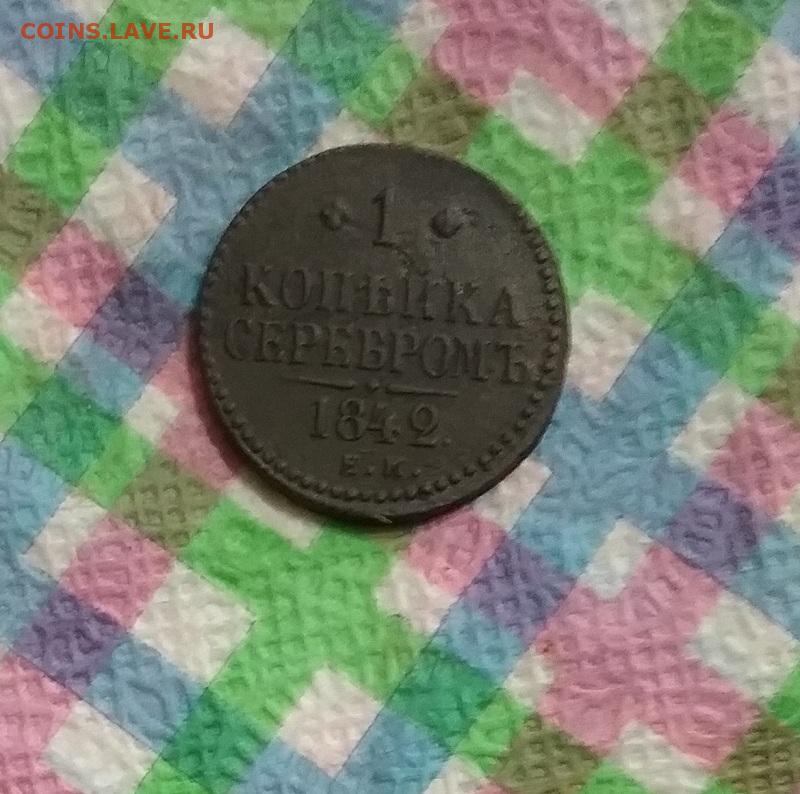 COINS.LAVE.RU
1
КОПѢЙКА
СЕРЕБРОМЪ.
1842.
Е.М.